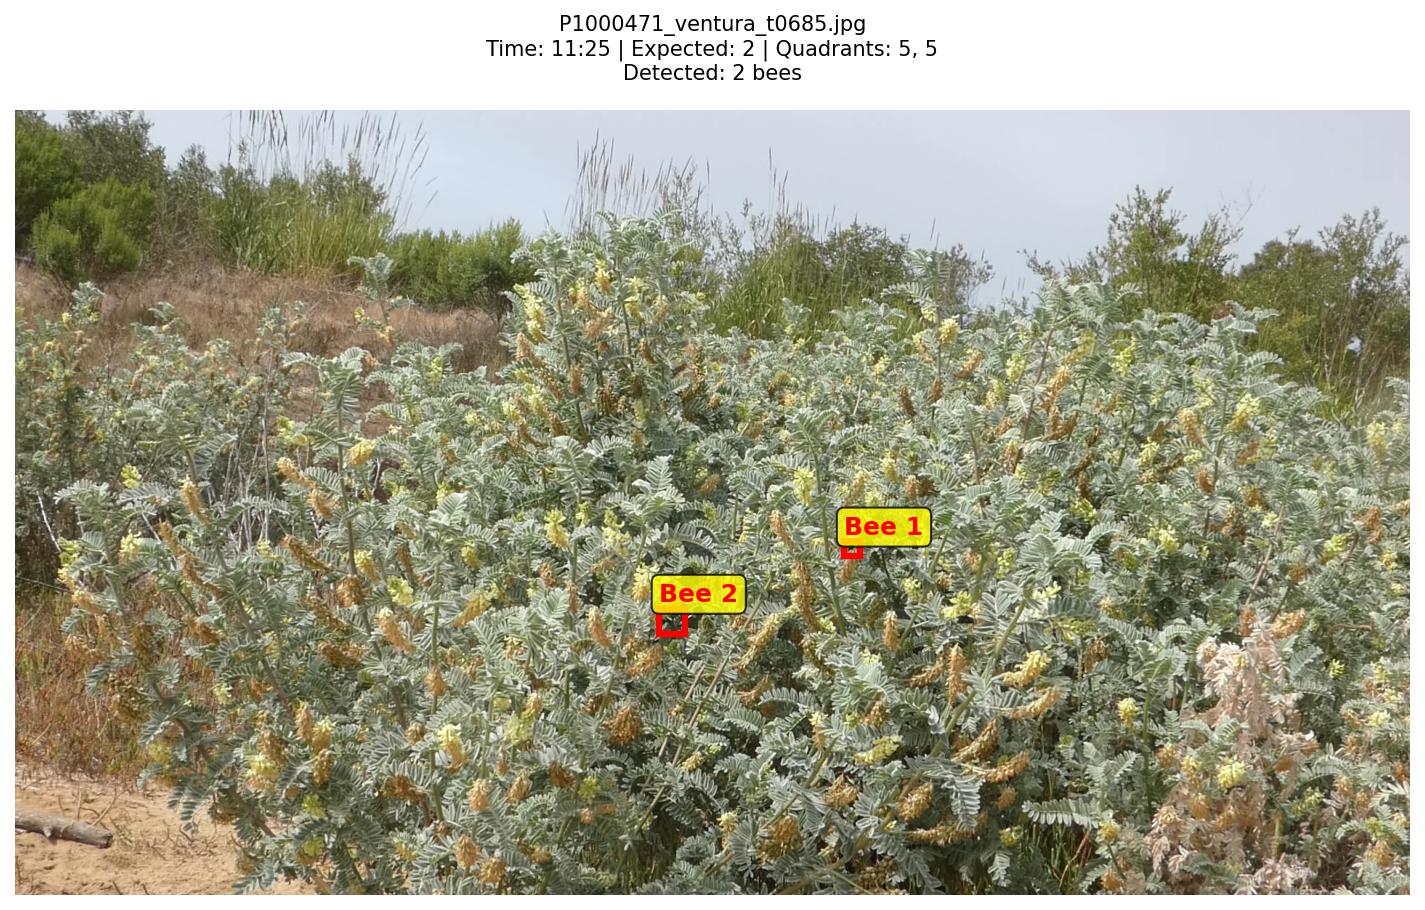 P1000471_ventura_t0685.jpg
Time: 11:25 | Expected: 2 | Quadrants: 5, 5
Detected: 2 bees
Bee 1
Bee 2